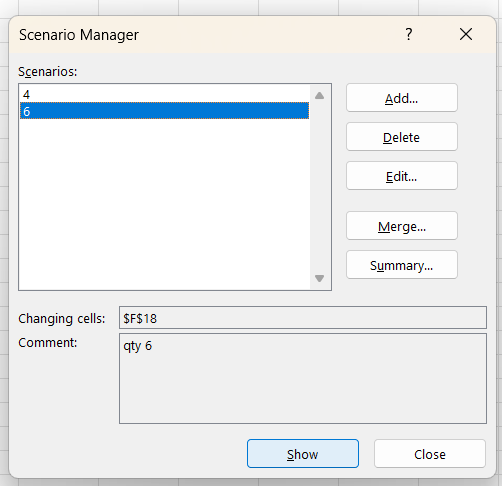 Scenario Manager ?
Scenarios:
4
6
Add...
Delete
Edit...
Merge...
Summary...
Changing cells: $F$18
Comment: qty 6
Show Close